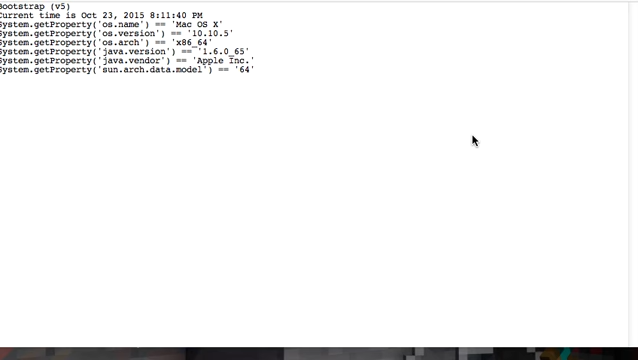 Bootstrap (v5)
Current time is Oct 23, 2015 8:11:40 PM
System.getProperty('os.name') == 'Mac OS X'
System.getProperty('os.version') == '10.10.5'
System.getProperty('os.arch') == 'x86_64'
System.getProperty('java.version') == '1.6.0_65'
System.getProperty('java.vendor') == 'Apple Inc.'
System.getProperty('sun.arch.data.model') == '64'